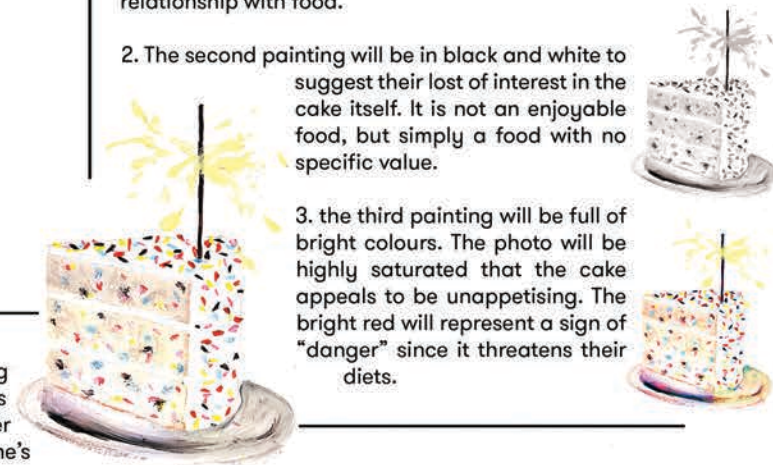 relationship with food.
2. The second painting will be in black and white to
suggest their lost of interest in the
cake itself. It is not an enjoyable
food, but simply a food with no
specific value.
3. the third painting will be full of
bright colours. The photo will be
highly saturated that the cake
appeals to be unappetising. The
bright red will represent a sign of
"danger" since it threatens their
diets.
g
s
er
ne's